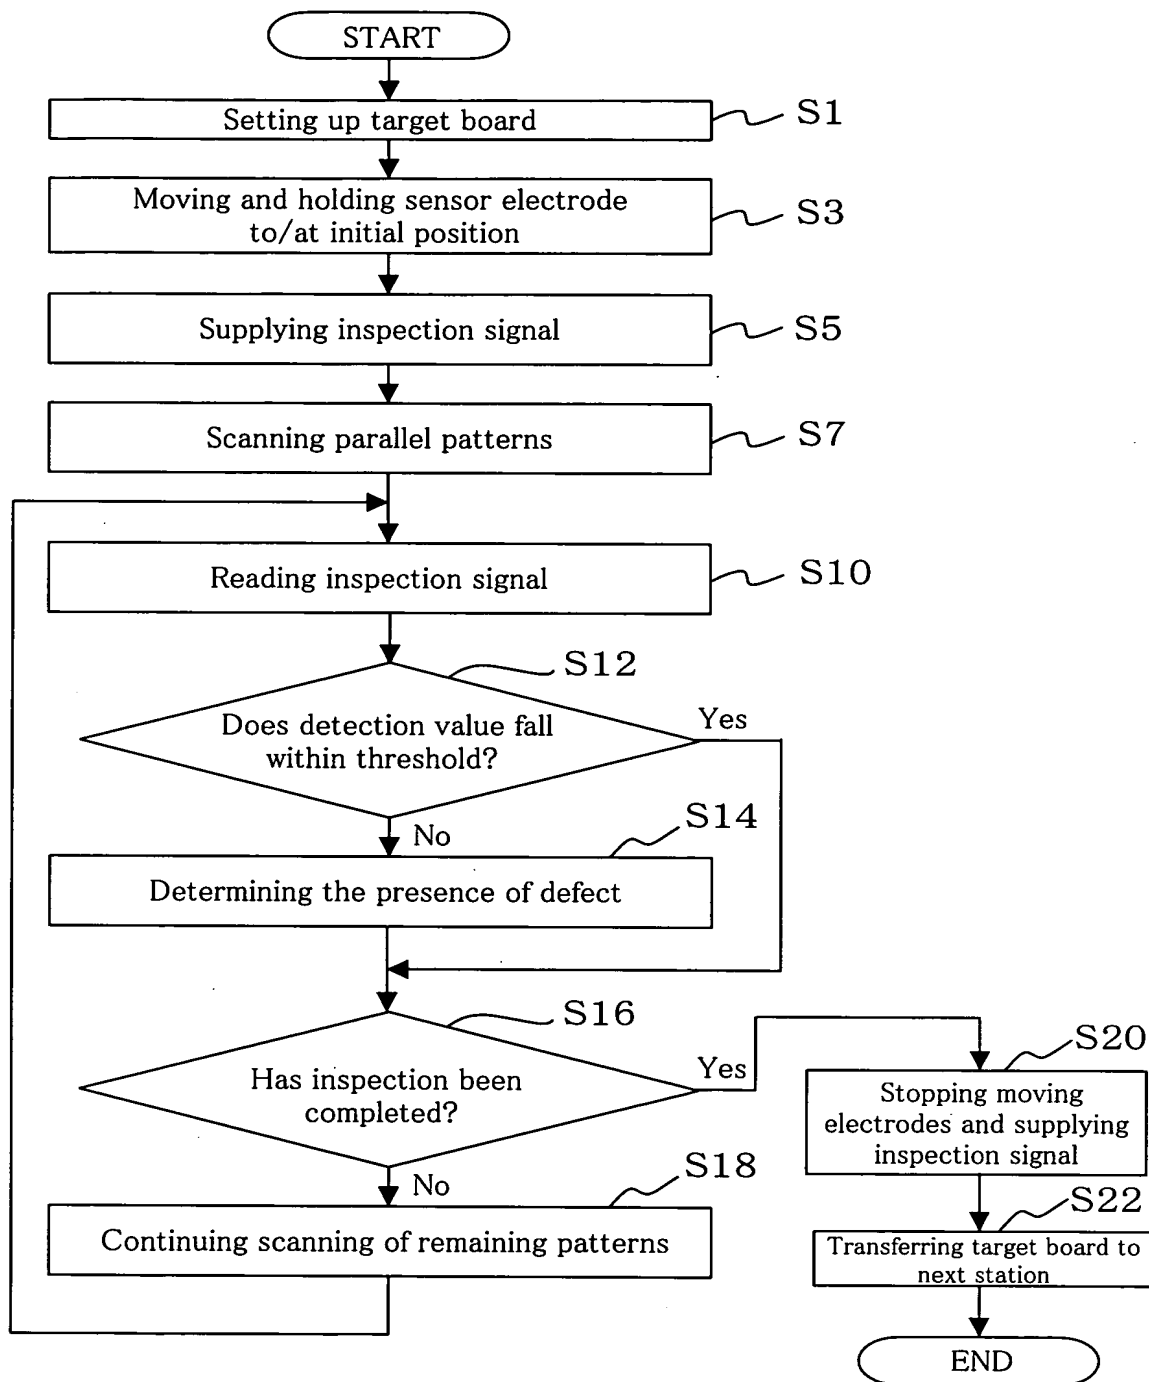 START
Setting up target board
S1
Moving and holding sensor electrode
to/at initial position
S3
Supplying inspection signal
S5
Scanning parallel patterns
S7
Reading inspection signal
S10
S12
Does detection value fall
within threshold?
Yes
No
S14
Determining the presence of defect
S16
Has inspection been
completed?
Yes
No
S18
Continuing scanning of remaining patterns
S20
Stopping moving
electrodes and supplying
inspection signal
S22
Transferring target board to
next station
END